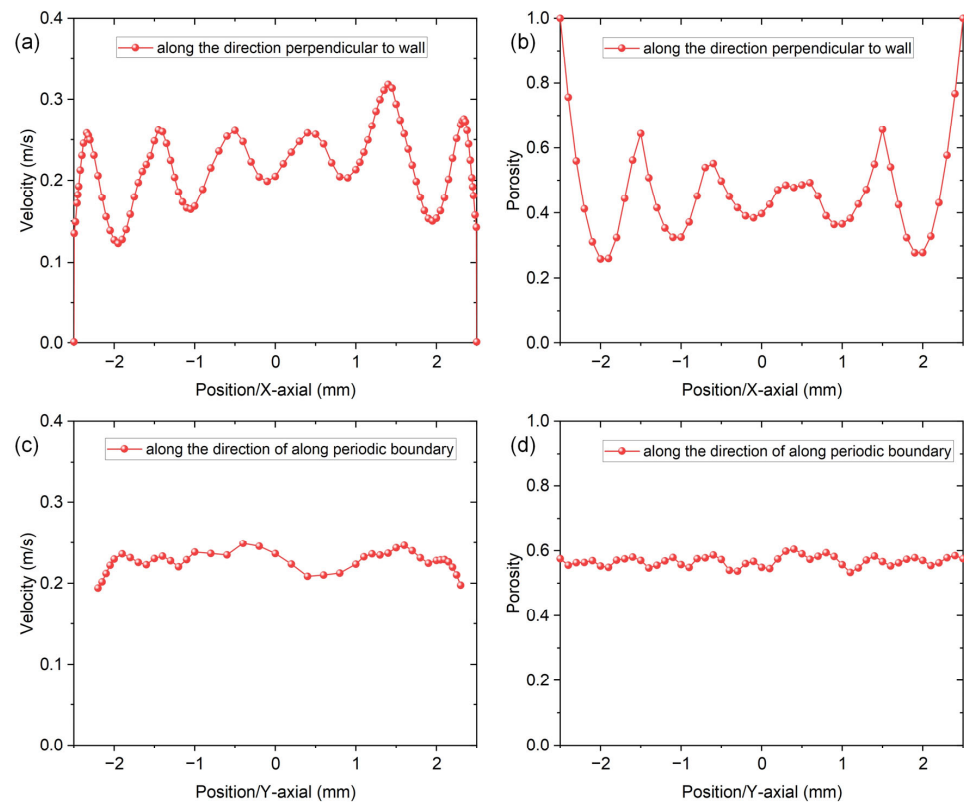 (a)
along the direction perpendicular to wall
0.4
0.3
0.2
0.1
0.0
Velocity (m/s)
−2
−1
0
1
2
Position/X-axial (mm)
(b)
along the direction perpendicular to wall
1.0
0.8
0.6
0.4
0.2
0.0
Porosity
−2
−1
0
1
2
Position/X-axial (mm)
(c)
along the direction of along periodic boundary
0.4
0.3
0.2
0.1
0.0
Velocity (m/s)
−2
−1
0
1
2
Position/Y-axial (mm)
(d)
along the direction of along periodic boundary
1.0
0.8
0.6
0.4
0.2
0.0
Porosity
−2
−1
0
1
2
Position/Y-axial (mm)